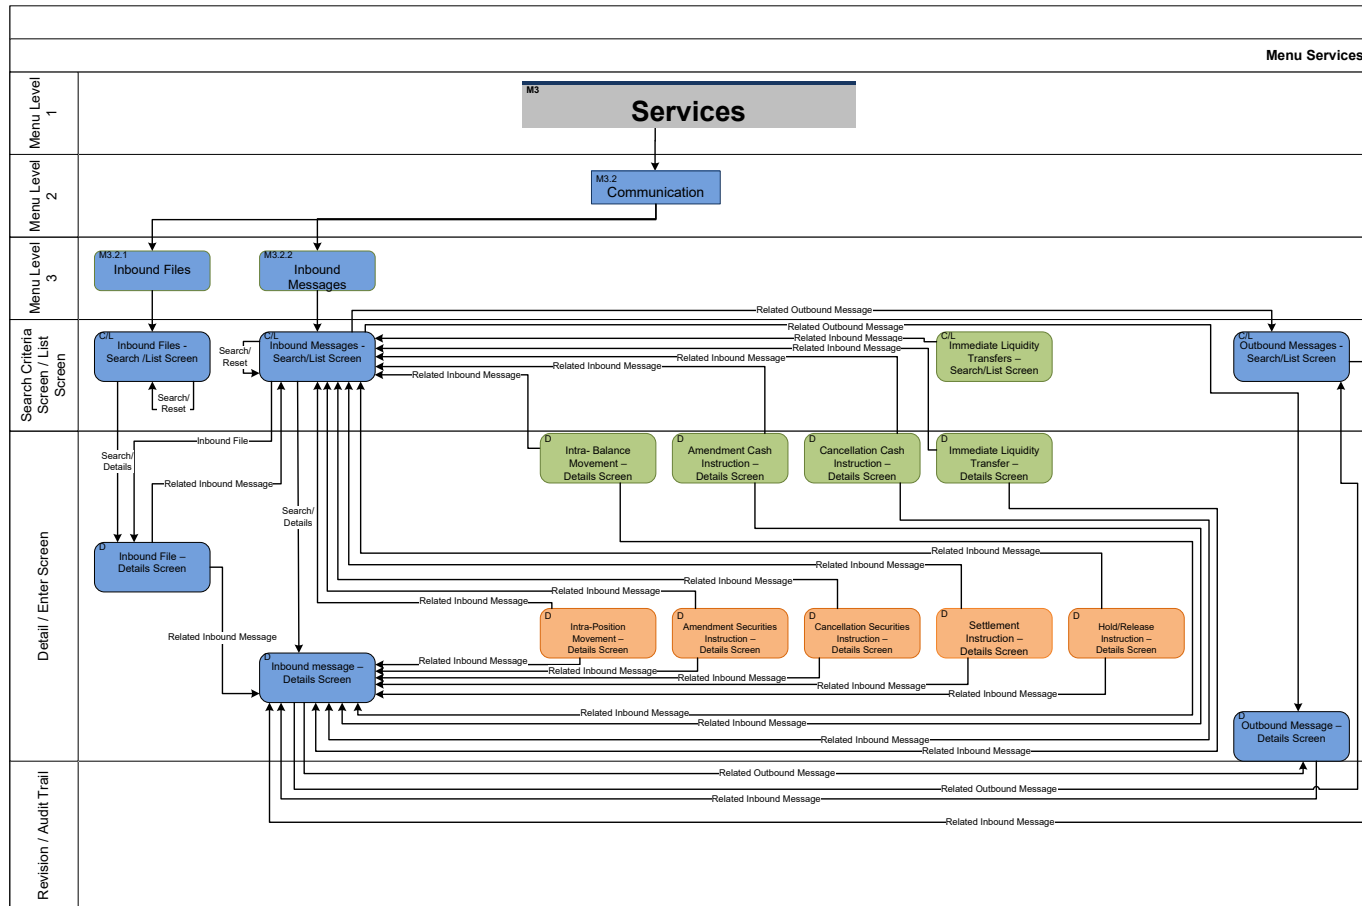 Menu Services
Menu Level
1
M3
Services
Menu Level
2
M3.2
Communication
Menu Level
3
M3.2.1
Inbound Files
M3.2.2
Inbound
Messages
Search Criteria
Screen / List
Screen
Related Outbound Message
Related Outbound Message
C/L
Inbound Files -
Search /List Screen
Search/
Reset
Search/
Reset
C/L
Inbound Messages -
Search/List Screen
Related Inbound Message
Related Inbound Message
Related Inbound Message
Related Inbound Message
Related Inbound Message
C/L
Immediate Liquidity
Transfers –
Search/List Screen
C/L
Outbound Messages -
Search/List Screen
Detail / Enter Screen
Inbound File
Search/
Details
Related Inbound Message
Search/
Details
D
Intra- Balance
Movement –
Details Screen
D
Amendment Cash
Instruction –
Details Screen
D
Cancellation Cash
Instruction –
Details Screen
D
Immediate Liquidity
Transfer –
Details Screen
D
Inbound File –
Details Screen
Related Inbound Message
Related Inbound Message
Related Inbound Message
Related Inbound Message
Related Inbound Message
Related Inbound Message
D
Intra-Position
Movement –
Details Screen
D
Amendment Securities
Instruction –
Details Screen
D
Cancellation Securities
Instruction –
Details Screen
D
Settlement
Instruction –
Details Screen
D
Hold/Release
Instruction –
Details Screen
D
Inbound message –
Details Screen
Related Inbound Message
Related Inbound Message
Related Inbound Message
Related Inbound Message
Related Inbound Message
Related Inbound Message
Related Inbound Message
Related Inbound Message
Related Inbound Message
D
Outbound Message –
Details Screen
Revision / Audit Trail
Related Outbound Message
Related Outbound Message
Related Inbound Message
Related Inbound Message